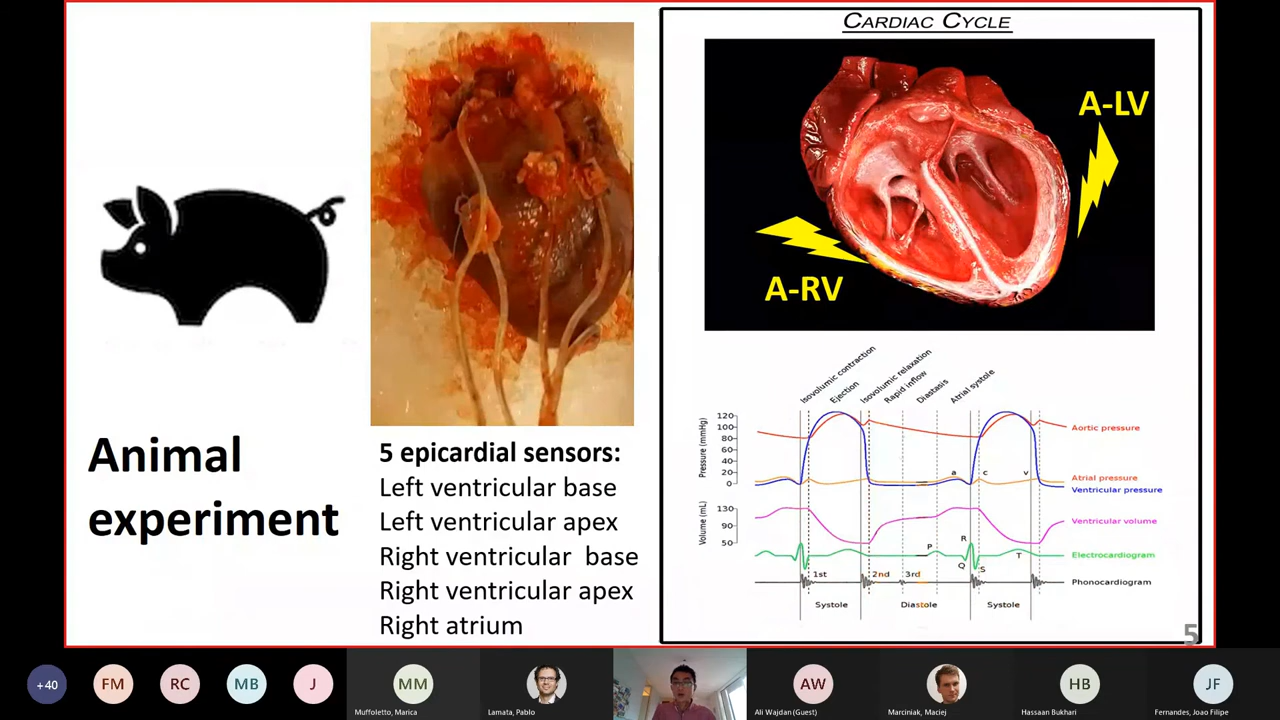 Animal
experiment
5 epicardial sensors:
Left ventricular base
Left ventricular apex
Right ventricular base
Right ventricular apex
Right atrium
CARDIAC CYCLE
A-LV
A-RV
Isovolumic contraction
Ejection
Isovolumic relaxation
Rapid inflow
Diastasis
Atrial systole
Pressure (mmHg)
120
100
80
60
40
20
0
a
c
v
Aortic pressure
Atrial pressure
Ventricular pressure
Volume (mL)
130
90
50
Ventricular volume
R
P
T
Q
S
Electrocardiogram
1st
2nd
3rd
Phonocardiogram
Systole
Diastole
Systole
5
+40
FM
RC
MB
J
MM
AW
HB
JF
Muffoletto, Marica
Lamata, Pablo
Ali Wajdan (Guest)
Marciniak, Maciej
Hassaan Bukhari
Fernandes, Joao Filipe